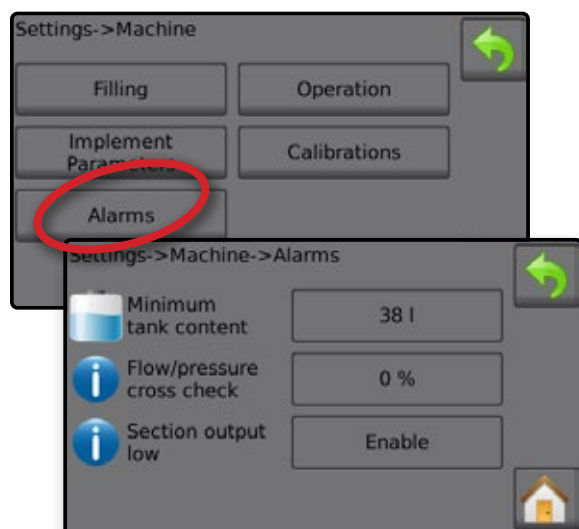 Settings->Machine
Filling
Operation
Implement
Parameters
Calibrations
Alarms
Settings->Machine->Alarms
Minimum
tank content
38 l
Flow/pressure
cross check
0 %
Section output
low
Enable